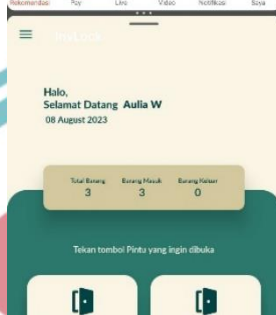 Rekomendasi Pay Live Video Notifikasi Saya
InstLock
Halo,
Selamat Datang Aulia W
08 August 2023
Total Barang Barang Masuk Barang Keluar
3 3 0
Tekan tombol Pintu yang ingin dibuka